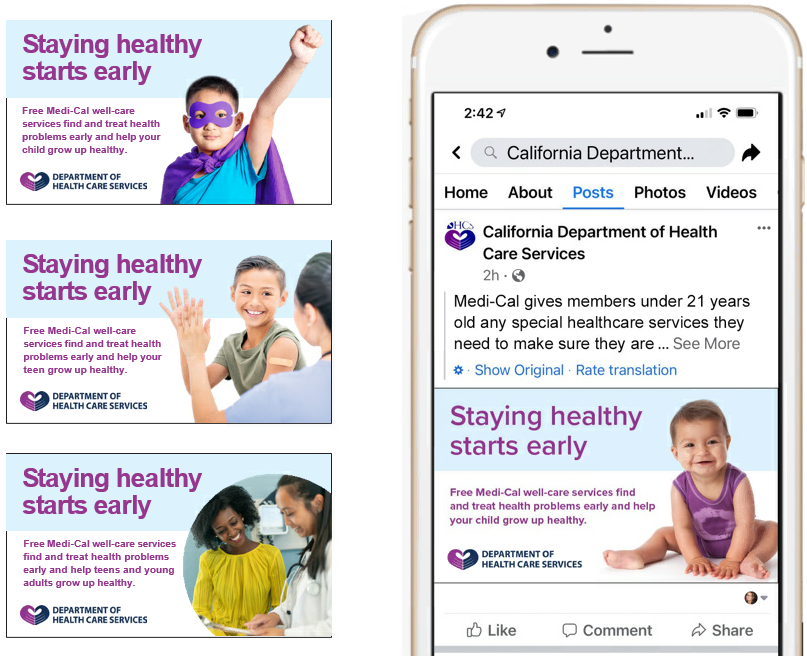 Staying healthy
starts early
Free Medi-Cal well-care
services find and treat health
problems early and help your
child grow up healthy.
DEPARTMENT OF
HEALTH CARE SERVICES
Staying healthy
starts early
Free Medi-Cal well-care
services find and treat health
problems early and help your
teen grow up healthy.
DEPARTMENT OF
HEALTH CARE SERVICES
Staying healthy
starts early
Free Medi-Cal well-care services
find and treat health problems
early and help teens and young
adults grow up healthy.
DEPARTMENT OF
HEALTH CARE SERVICES
2:42
California Department...
Home About Posts Photos Videos
DHCS
California Department of Health
Care Services
2h ·
Medi-Cal gives members under 21 years
old any special healthcare services they
need to make sure they are ... See More
· Show Original · Rate translation
Staying healthy
starts early
Free Medi-Cal well-care services find
and treat health problems early and help
your child grow up healthy.
DEPARTMENT OF
HEALTH CARE SERVICES
Like Comment Share